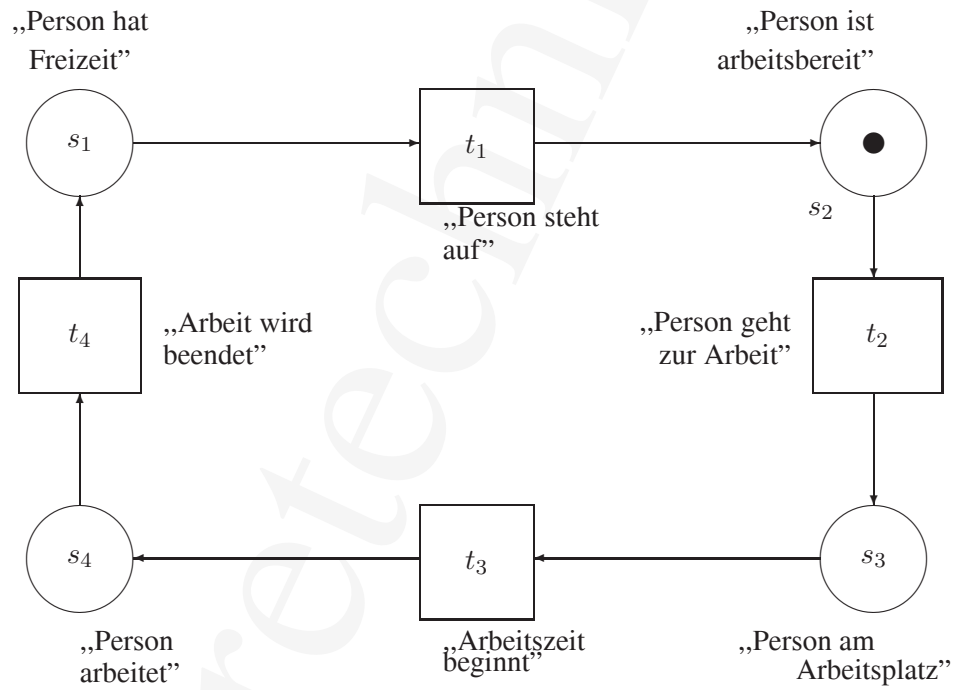 ,,Person hat
Freizeit”
,,Person ist
arbeitsbereit”
s1
t1
s2
,,Person steht
auf”
t4
,,Arbeit wird
beendet”
,,Person geht
zur Arbeit”
t2
s4
t3
s3
,,Person
arbeitet”
,,Arbeitszeit
beginnt”
,,Person am
Arbeitsplatz”